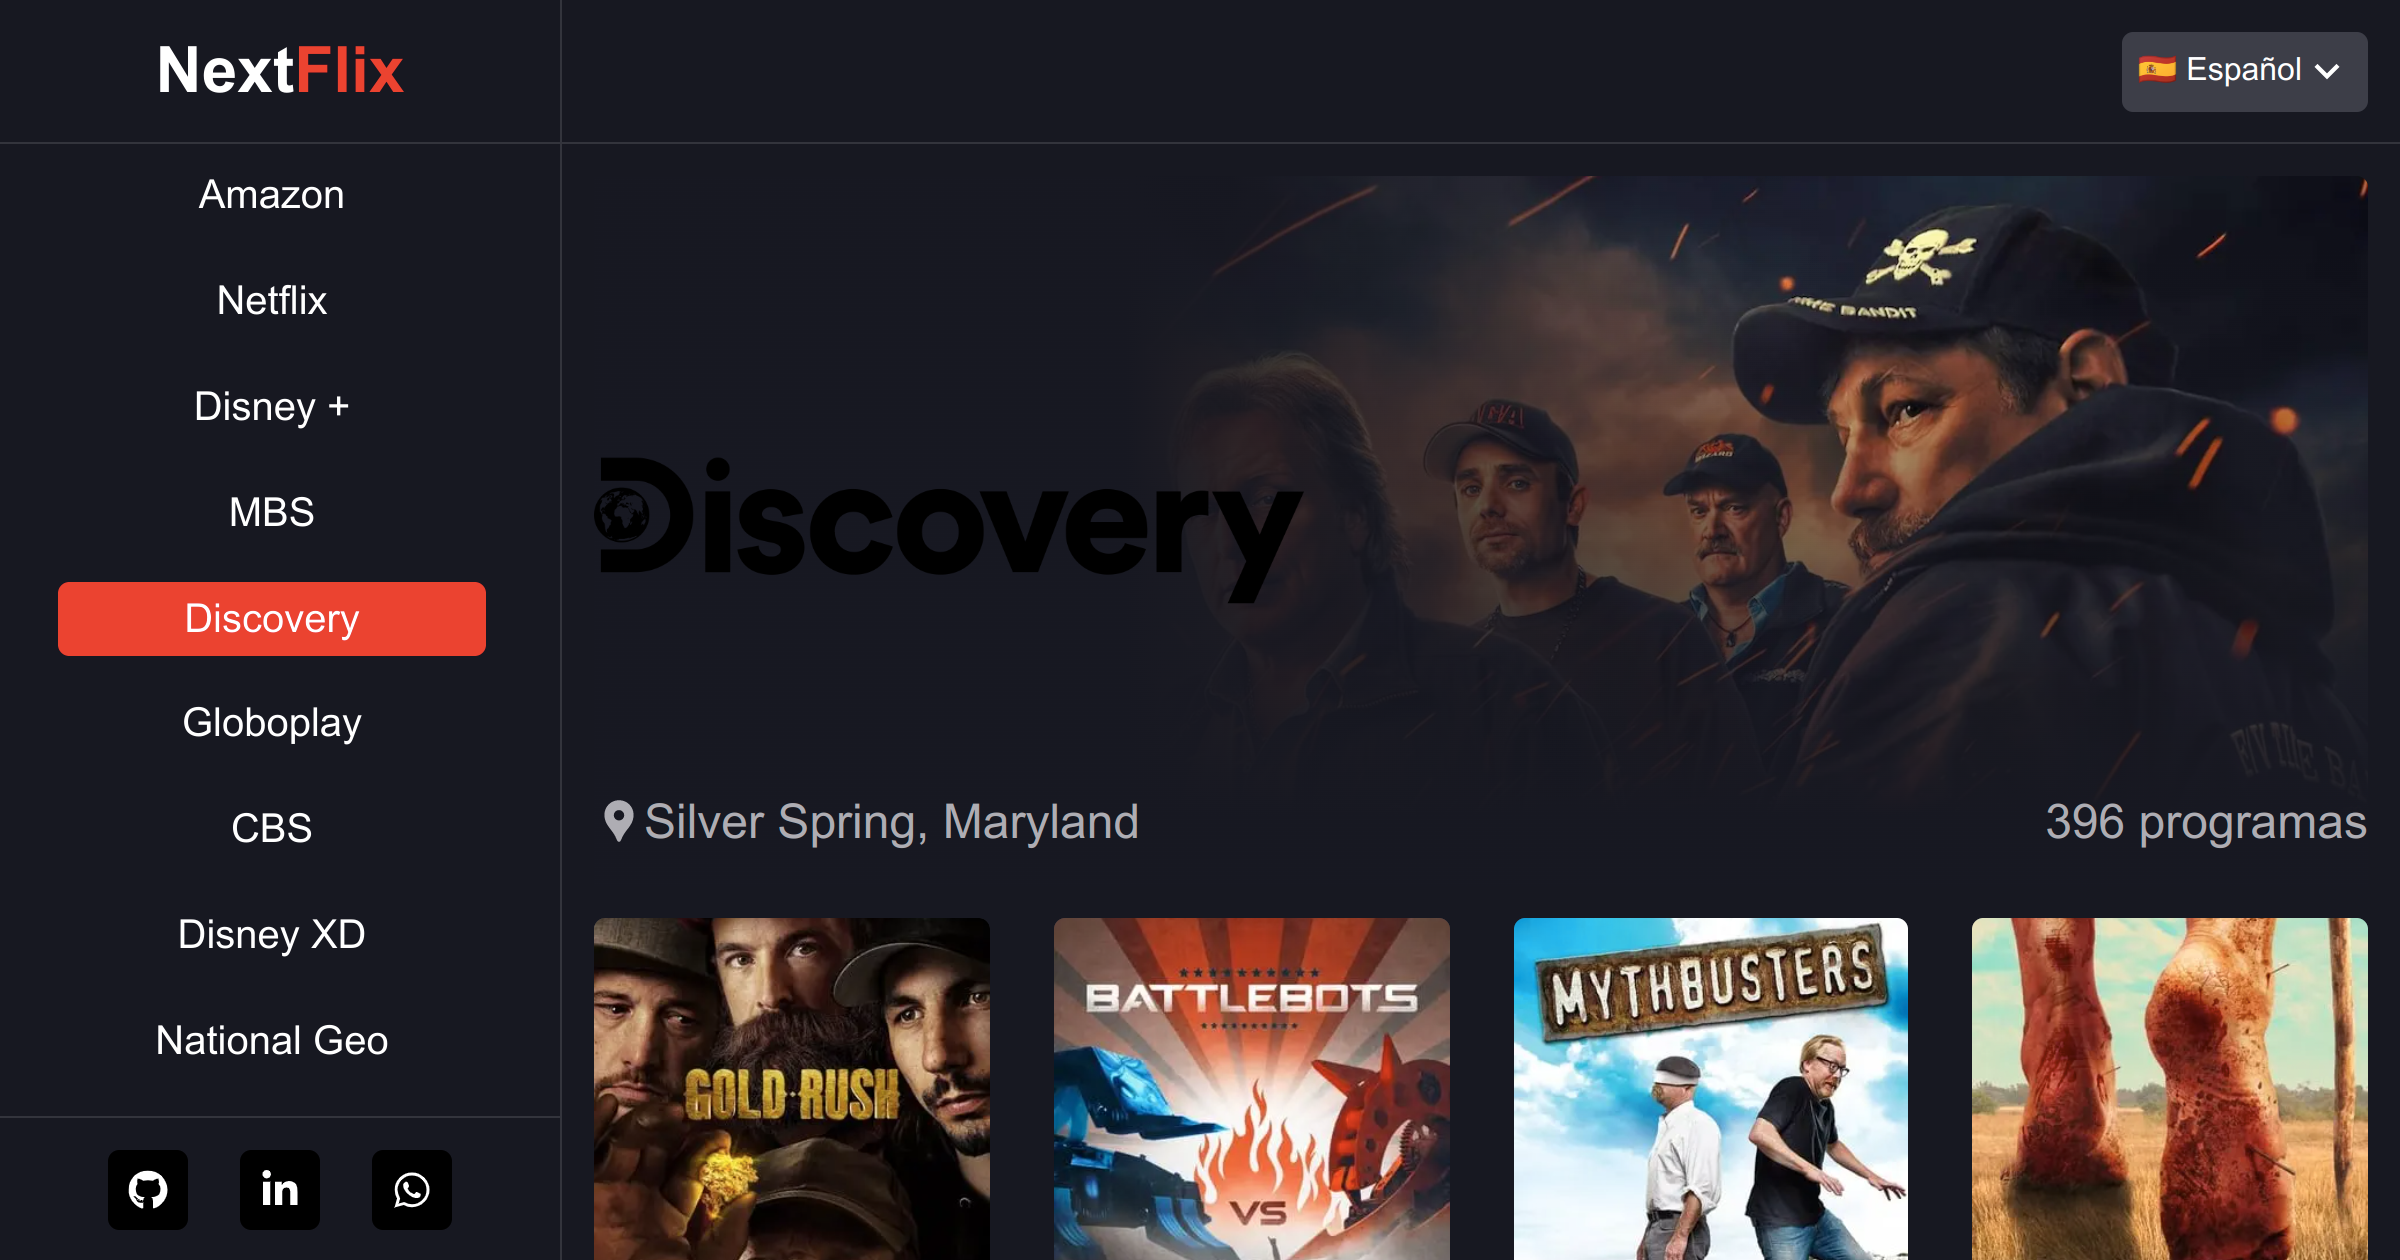 NextFlix
🇪🇸 Español
Amazon
Netflix
Disney +
MBS
Discovery
Globoplay
CBS
Disney XD
National Geo
in
BANDIT
Discovery
Silver Spring, Maryland
396 programas
GOLD RUSH
BATTLEBOTS
VS
MYTHBUSTERS